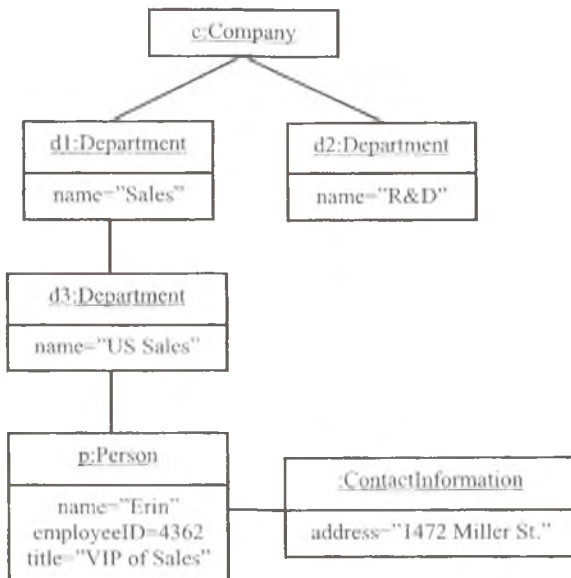 c:Company
d1:Department
name="Sales"
d2:Department
name="R&D"
d3:Department
name="US Sales"
p:Person
name="Erin"
employeeID=4362
title="VIP of Sales"
:ContactInformation
address="1472 Miller St."